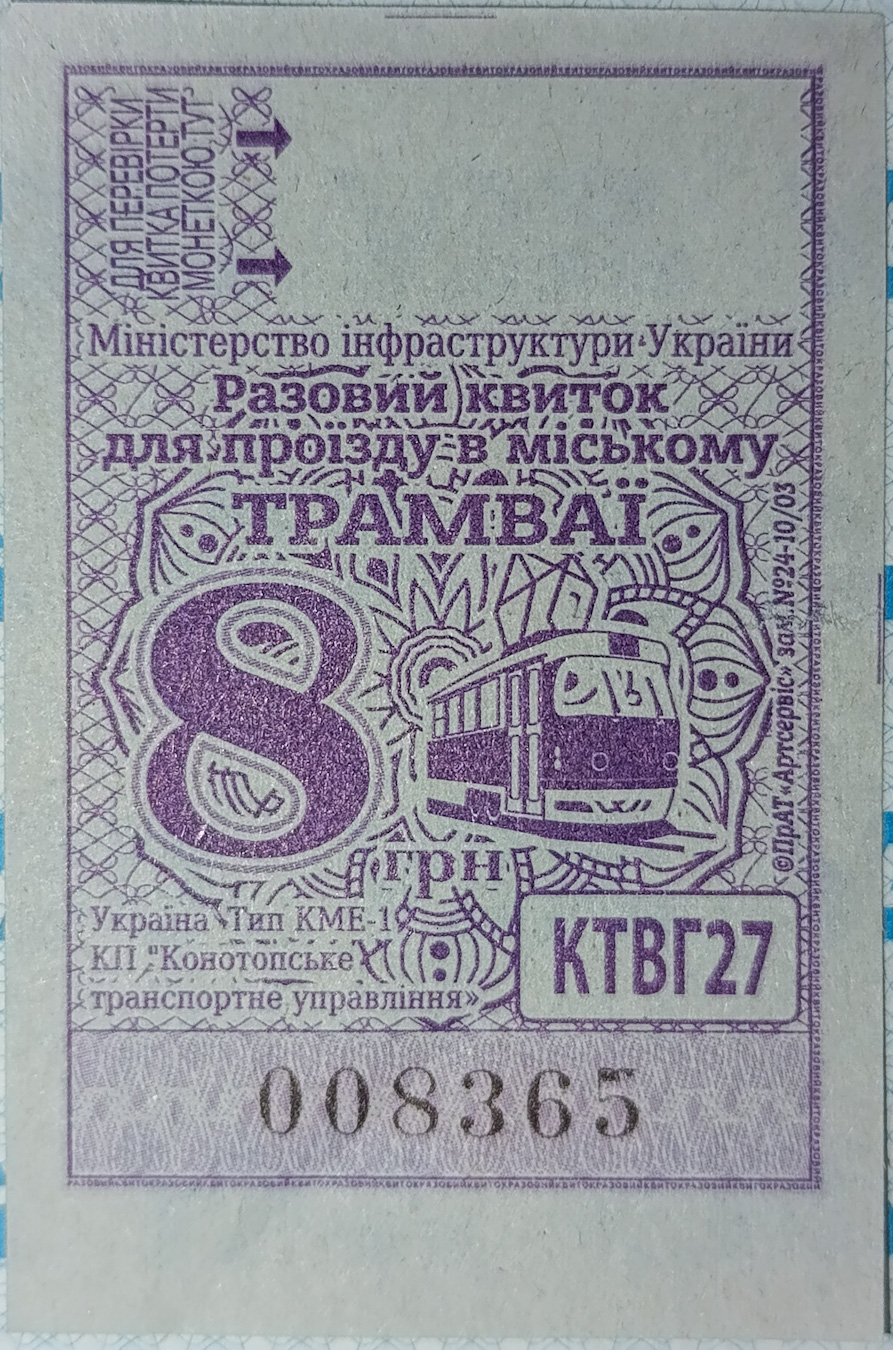 ДЛЯ ПЕРЕВІРКИ
КВИТКА ПОТЕРТИ
МОНЕТКОЮ ТУТ
Міністерство інфраструктури України
Разовий квиток
для проїзду в міському
ТРАМВАЇ
8
грн
©ПрАТ«Артсервіс» зам.№24-10/03
Україна Тип КМЕ-1
КП "Конотопське
транспортне управління»
КТВГ27
008365